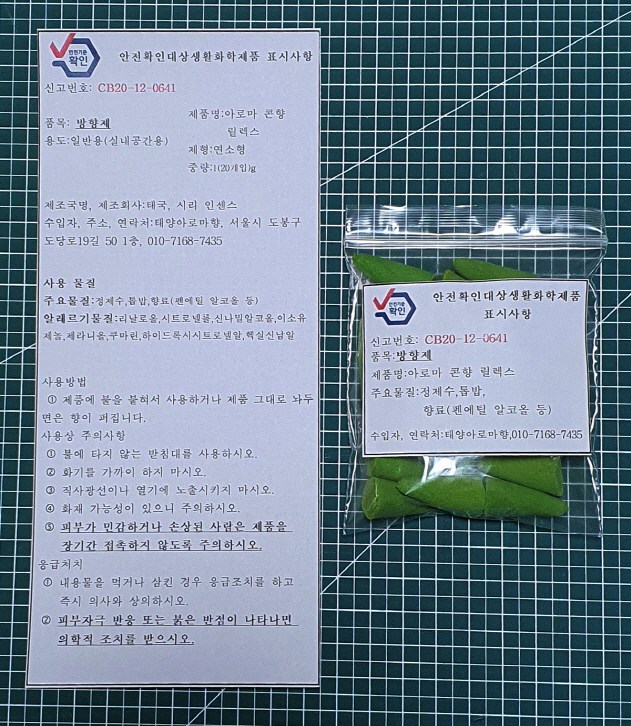 안전기준
확인
안전확인대상생활화학제품 표시사항
신고번호: CB20-12-0641
품목: 방향제
용도:일반용(실내공간용)
제품명:아로마 콘향
릴렉스
제형:연소형
중량:1(20개입)g
제조국명, 제조회사:태국, 시리 인센스
수입자, 주소, 연락처:태양아로마향, 서울시 도봉구
도당로19길 50 1층, 010-7168-7435
사용 물질
주요물질:정제수,톱밥,향료(펜에틸 알코올 등)
알레르기물질:리날로올,시트로넬롤,신나밀알코올,이소유
제놀,제라니올,쿠마린,하이드록시시트로넬알,헥실신남알
사용방법
① 제품에 불을 붙혀서 사용하거나 제품 그대로 놔두
면은 향이 퍼집니다.
사용상 주의사항
① 불에 타지 않는 받침대를 사용하시오.
② 화기를 가까이 하지 마시오.
③ 직사광선이나 열기에 노출시키지 마시오.
④ 화재 가능성이 있으니 주의하시오.
⑤ 피부가 민감하거나 손상된 사람은 제품을
장기간 접촉하지 않도록 주의하시오.
응급처치
① 내용물을 먹거나 삼킨 경우 응급조치를 하고
즉시 의사와 상의하시오.
② 피부자극 반응 또는 붉은 반점이 나타나면
의학적 조치를 받으시오.
안전기준
확인
안전확인대상생활화학제품
표시사항
신고번호: CB20-12-0641
품목:방향제
제품명:아로마 콘향 릴렉스
주요물질:정제수,톱밥,
향료(펜에틸 알코올 등)
수입자, 연락처:태양아로마향,010-7168-7435